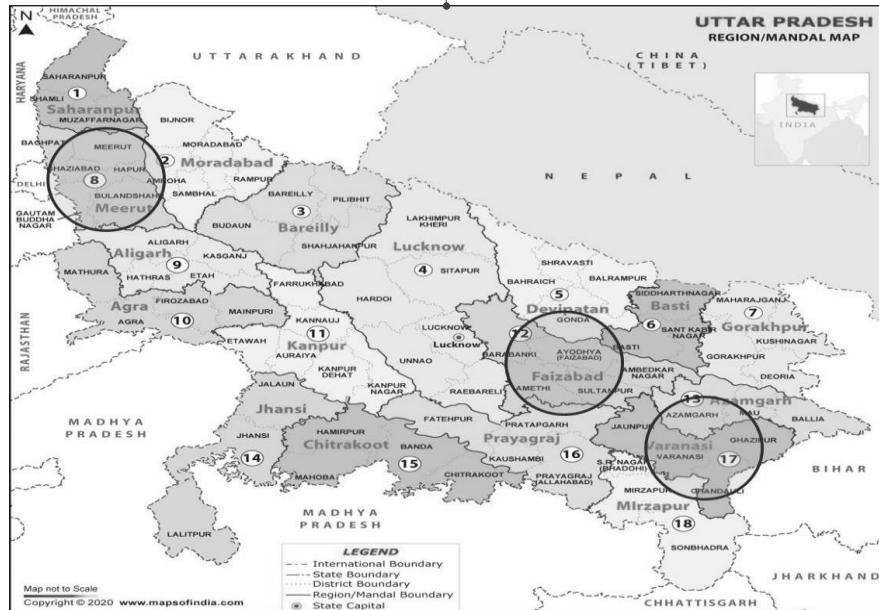 N
HIMACHAL
PRADESH
UTTAR PRADESH
REGION/MANDAL MAP
UTTARAKHAND
CHINA
(TIBET)
HARYANA
SAHARANPUR
1
SHAMLI
Saharanpur
MUZAFFARNAGAR
INDIA
BIJNOR
BAGHPAT
MEERUT
MORADABAD
2
Moradabad
GHAZIABAD
HAPUR
DELHI
8
AMROHA
RAMPUR
BAREILLY
PILIBHIT
NEPAL
BULANDSHAHR
SAMBHAL
Meerut
GAUTAM
BUDDHA
NAGAR
BUDAUN
3
Bareilly
LAKHIMPUR
KHERI
SHAHJAHANPUR
Lucknow
ALIGARH
Aligarh
KASGANJ
9
HATHRAS
ETAH
MATHURA
4
SITAPUR
SHRAVASTI
BAHRAICH
BALRAMPUR
FARRUKHABAD
HARDOI
5
Devipatan
GONDA
SIDDHARTHNAGAR
Basti
MAHARAJGANJ
7
Gorakhpur
Agra
FIROZABAD
MAINPURI
AGRA
10
RAJASTHAN
KANNAUJ
11
Kanpur
ETAWAH
AURAIYA
LUCKNOW
Lucknow
12
BARABANKI
AYODHYA
(FAIZABAD)
6
SANT KABIR
NAGAR
BASTI
KUSHINAGAR
GORAKHPUR
UNNAO
Faizabad
AMBEDKAR
NAGAR
DEORIA
KANPUR
DEHAT
KANPUR
NAGAR
RAEBARELI
AMETHI
SULTANPUR
13
Azamgarh
JALAUN
Jhansi
FATEHPUR
PRATAPGARH
AZAMGARH
MAU
BALLIA
MADHYA
PRADESH
HAMIRPUR
Chitrakoot
JHANSI
14
BANDA
15
MAHOBA
CHITRAKOOT
Prayagraj
KAUSHAMBI
16
PRAYAGRAJ
(ALLAHABAD)
JAUNPUR
Varanasi
VARANASI
GHAZIPUR
17
S.R. NAGAR
(BHADOHI)
BIHAR
MIRZAPUR
Mirzapur
CHANDAULI
18
SONBHADRA
MADHYA
PRADESH
LALITPUR
JHARKHAND
CHHATTISGARH
LEGEND
International Boundary
State Boundary
District Boundary
Region/Mandal Boundary
State Capital
Map not to Scale
Copyright © 2020 www.mapsofindia.com